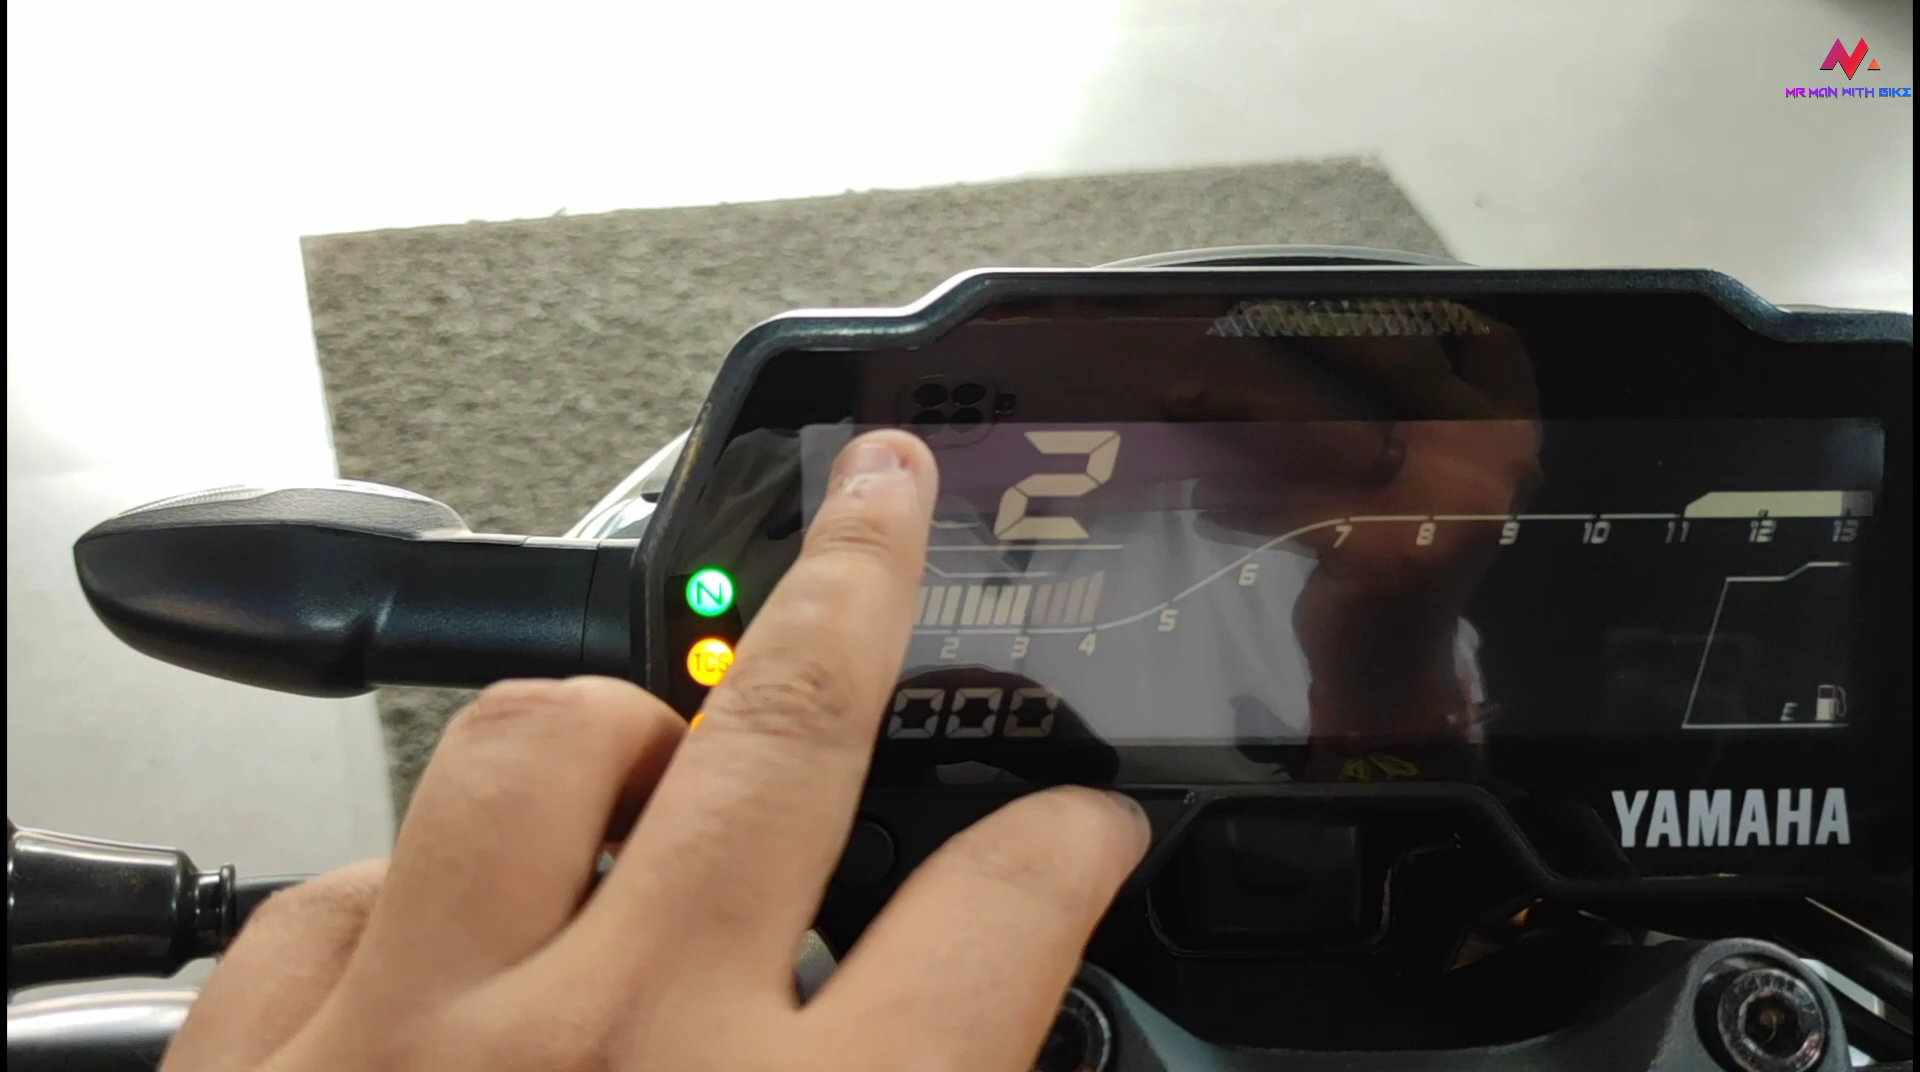 MR MAN WITH BIKE
2
7 8 9 10 11 12 13
6
5
2 3 4
N
TCS
000
E
YAMAHA